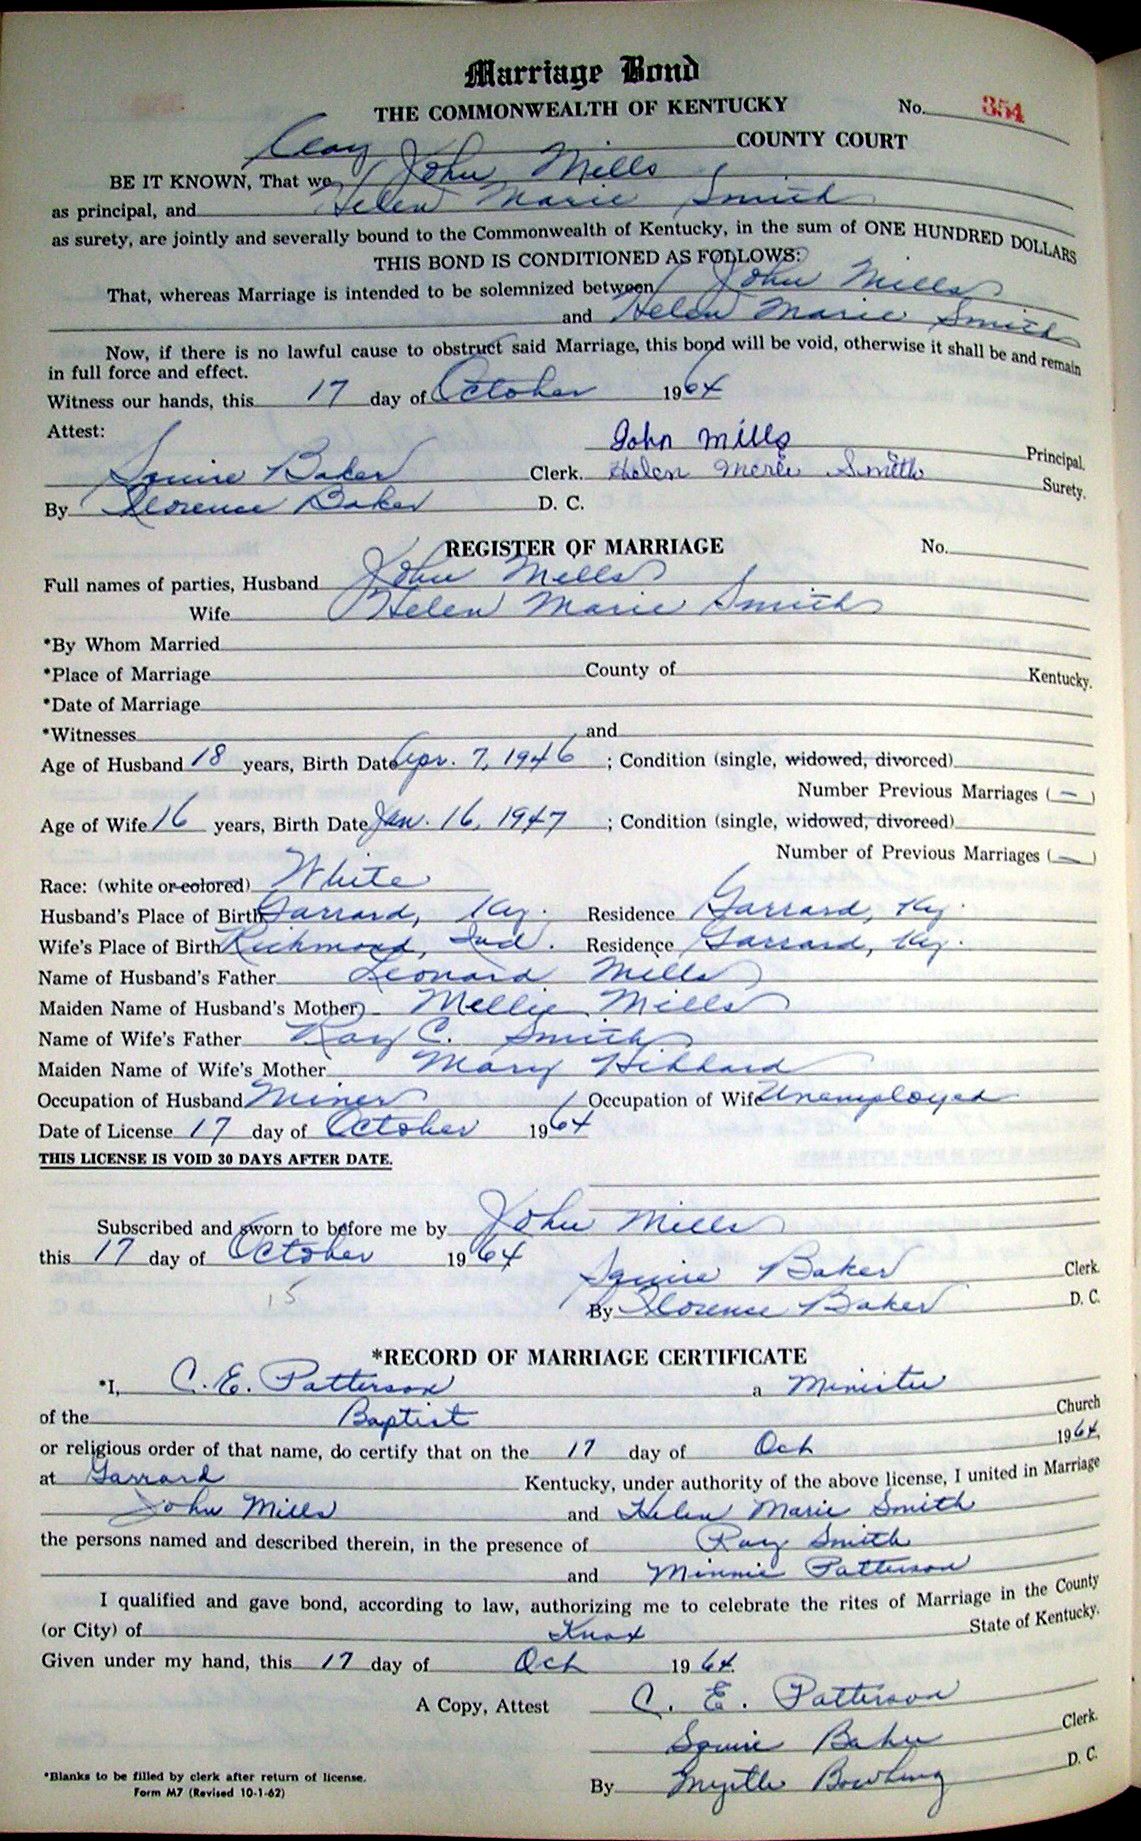 Marriage Bond
THE COMMONWEALTH OF KENTUCKY No. 354
Clay COUNTY COURT
BE IT KNOWN, That we, John Mills
as principal, and Helen Marie Smith
as surety, are jointly and severally bound to the Commonwealth of Kentucky, in the sum of ONE HUNDRED DOLLARS
THIS BOND IS CONDITIONED AS FOLLOWS:
That, whereas Marriage is intended to be solemnized between John Mills
and Helen Marie Smith
Now, if there is no lawful cause to obstruct said Marriage, this bond will be void, otherwise it shall be and remain
in full force and effect.
Witness our hands, this 17 day of October 1964
Attest:
John Mills Principal.
Squire Baker Clerk. Helen Merie Smith Surety.
By Florence Baker D. C.
REGISTER OF MARRIAGE No.
Full names of parties, Husband John Mills
Wife Helen Marie Smith
*By Whom Married
*Place of Marriage County of Kentucky.
*Date of Marriage
*Witnesses and
Age of Husband 18 years, Birth Date Apr. 7, 1946 ; Condition (single, widowed, divorced)
Number Previous Marriages ( - )
Age of Wife 16 years, Birth Date Jan. 16, 1947 ; Condition (single, widowed, divorced)
Number of Previous Marriages ( - )
Race: (white or colored) White
Husband's Place of Birth Garrard, Ky. Residence Garrard, Ky.
Wife's Place of Birth Richmond, Ind. Residence Garrard, Ky.
Name of Husband's Father Leonard Mills
Maiden Name of Husband's Mother Mellie Mills
Name of Wife's Father Ray C. Smith
Maiden Name of Wife's Mother Mary Hibbard
Occupation of Husband Miner Occupation of Wife Unemployed
Date of License 17 day of October 1964
THIS LICENSE IS VOID 30 DAYS AFTER DATE.
Subscribed and sworn to before me by John Mills
this 17 day of October 1964
Squire Baker Clerk.
15
By Florence Baker D. C.
*RECORD OF MARRIAGE CERTIFICATE
*I, C. E. Patterson a Minister
of the Baptist Church
or religious order of that name, do certify that on the 17 day of Oct 1964,
at Garrard Kentucky, under authority of the above license, I united in Marriage
John Mills and Helen Marie Smith
the persons named and described therein, in the presence of Ray Smith
and Minnie Patterson
I qualified and gave bond, according to law, authorizing me to celebrate the rites of Marriage in the County
(or City) of Knox State of Kentucky.
Given under my hand, this 17 day of Oct 1964.
A Copy, Attest C. E. Patterson
Squire Baker Clerk.
By Myrtle Bowling D. C.
*Blanks to be filled by clerk after return of license.
Form M7 (Revised 10-1-62)